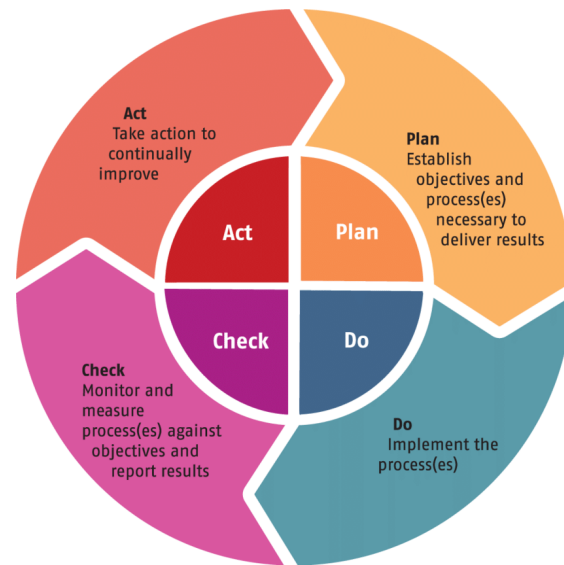 Act
Take action to
continually
improve
Plan
Establish
objectives and
process(es)
necessary to
deliver results
Act
Plan
Check
Do
Check
Monitor and
measure
process(es) against
objectives and
report results
Do
Implement the
process(es)